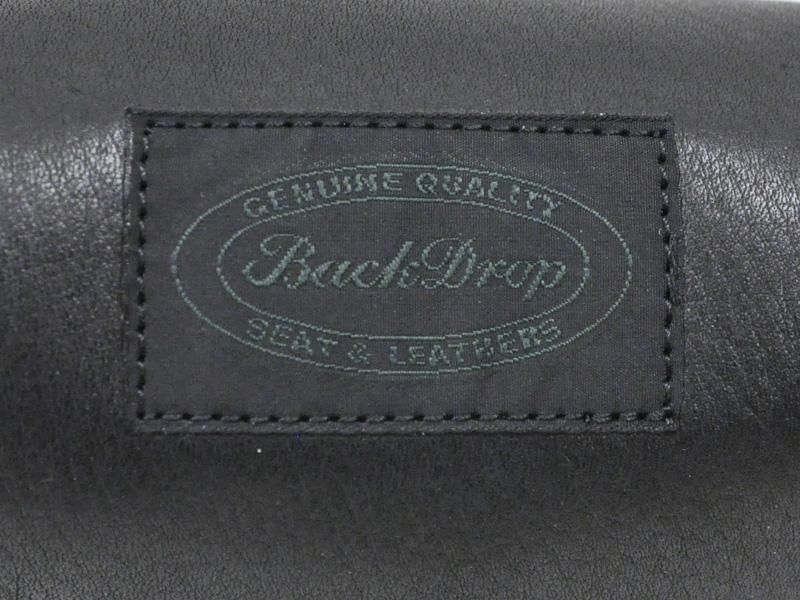 GENUINE QUALITY
BackDrop
SEAT & LEATHERS